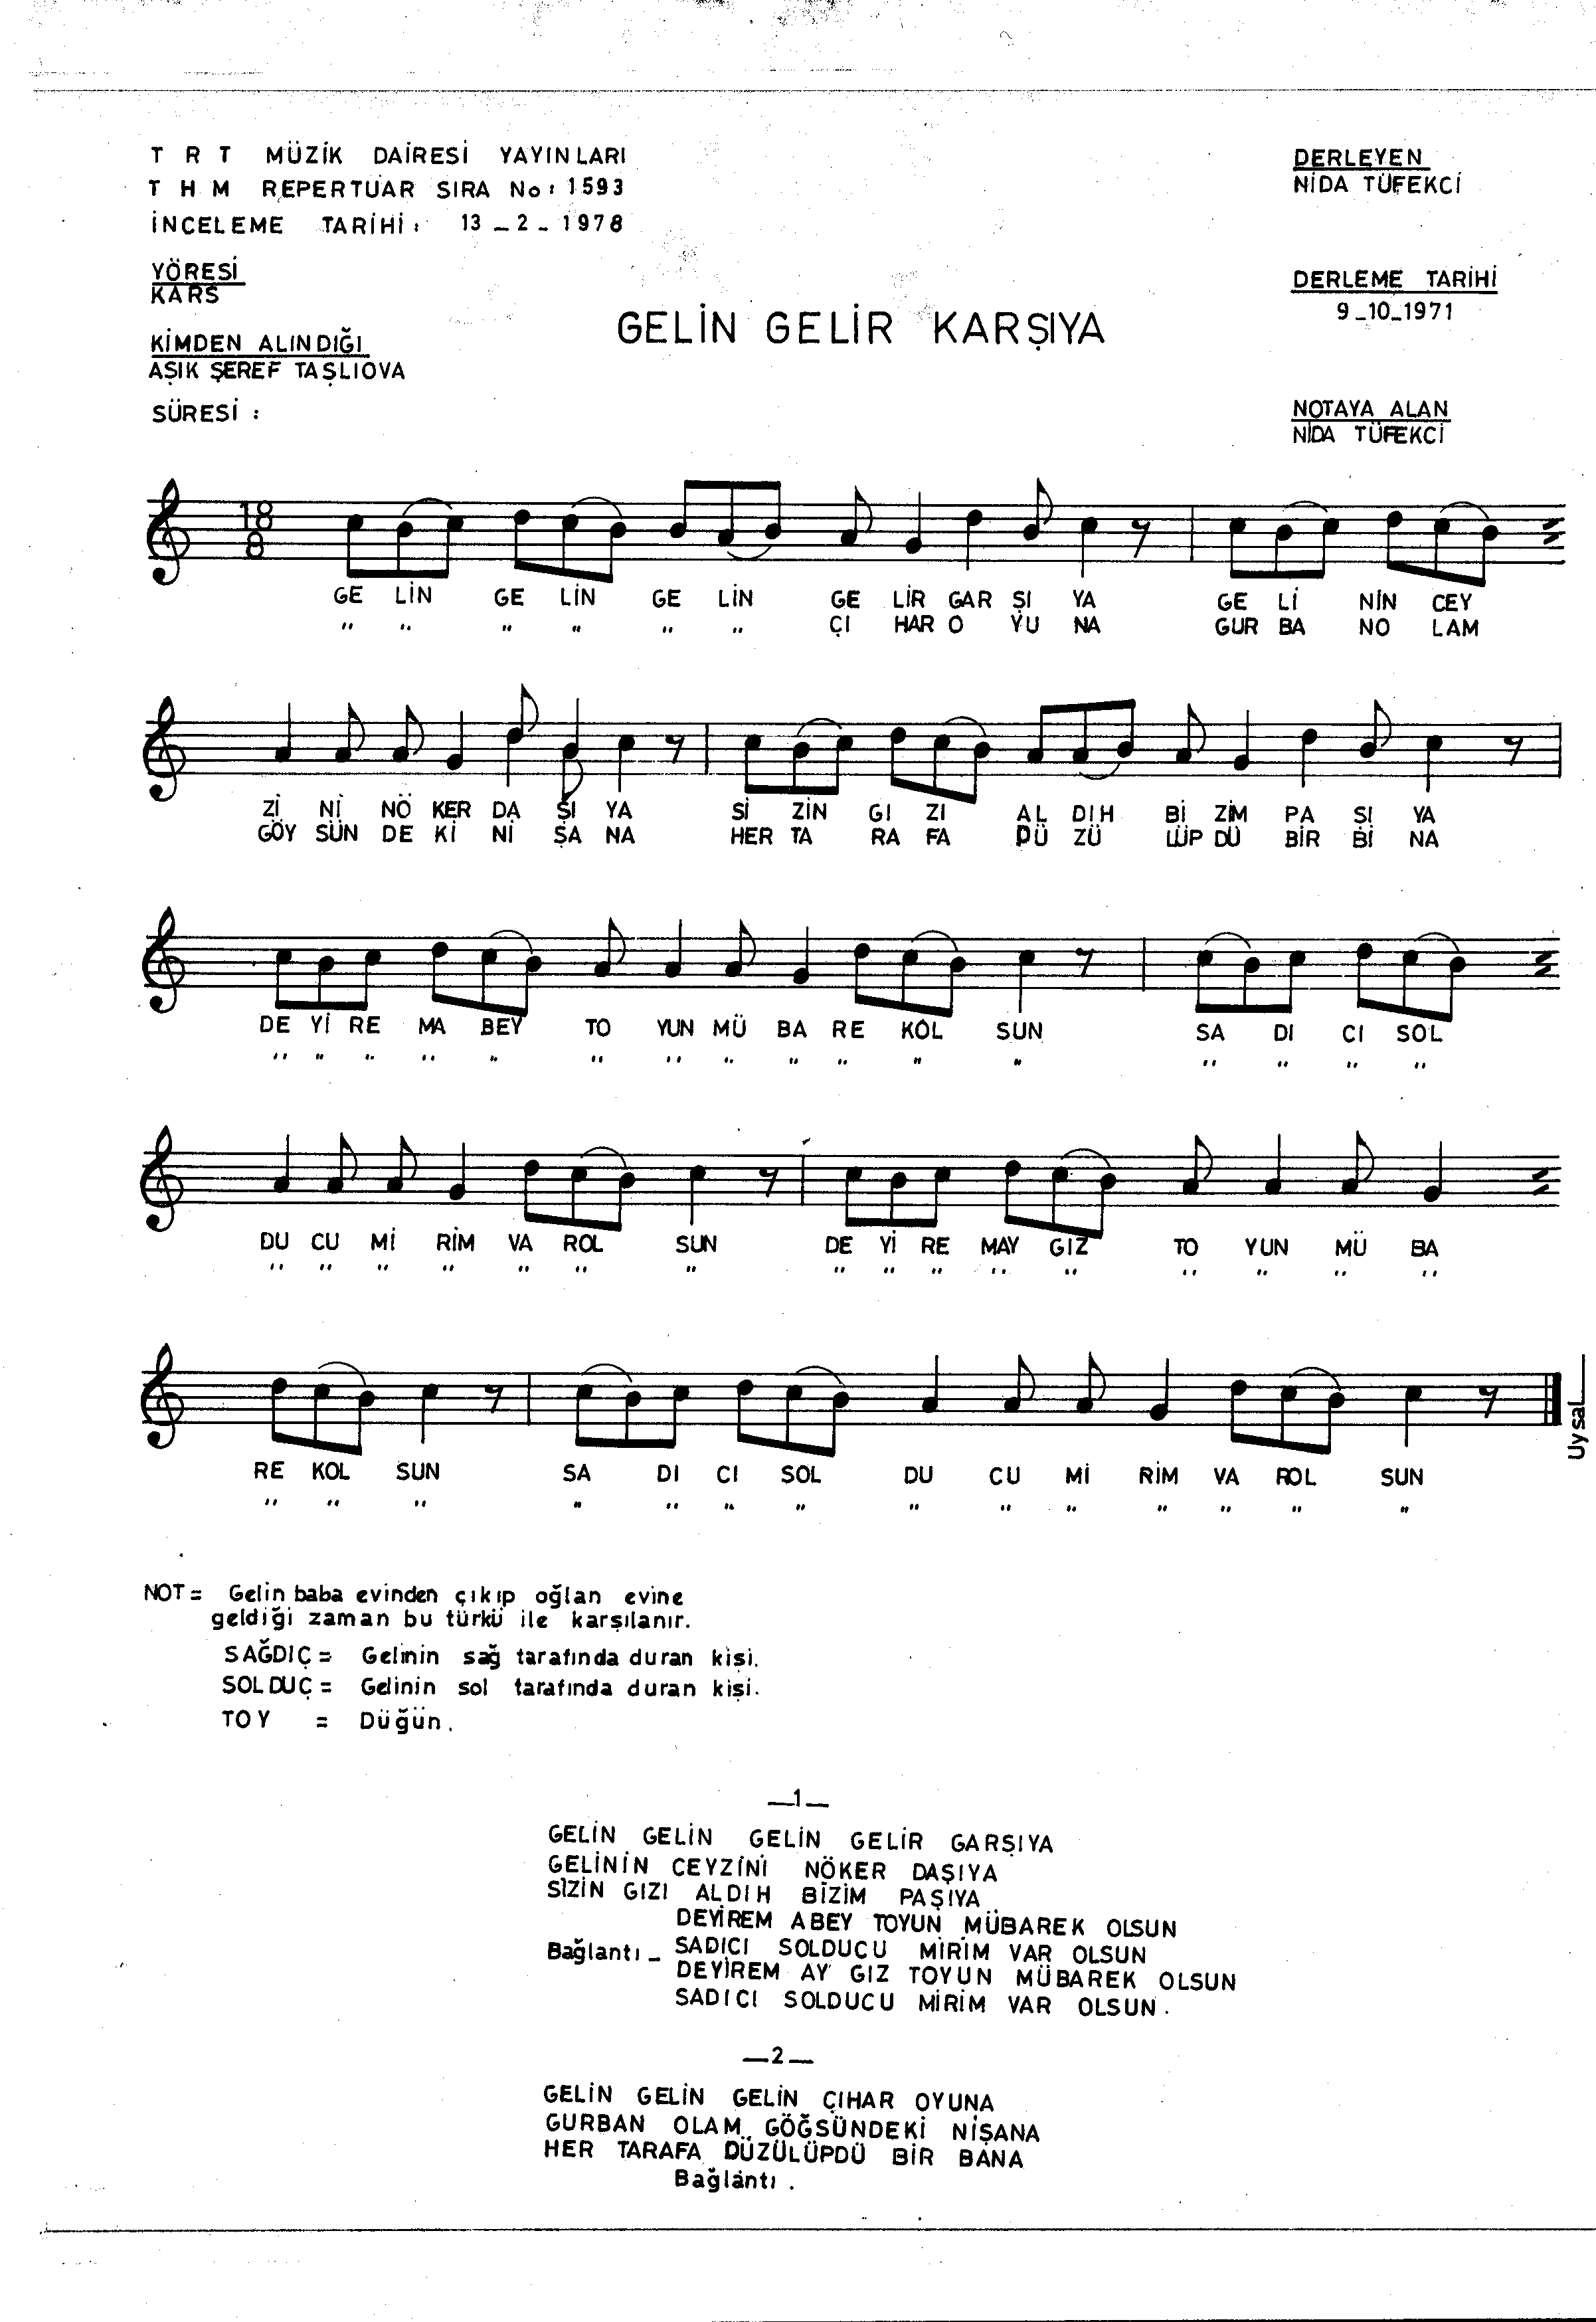 T R T MÜZİK DAİRESİ YAYINLARI
T H M REPERTUAR SIRA No: 1593
İNCELEME TARİHİ: 13_2_1978
DERLEYEN
NİDA TÜFEKCİ
YÖRESİ
KARS
DERLEME TARİHİ
9_10_1971
GELİN GELİR KARŞIYA
KİMDEN ALINDIĞI
AŞIK ŞEREF TAŞLIOVA
SÜRESİ :
NOTAYA ALAN
NİDA TÜFEKCİ
18
8
GE LİN GE LİN GE LİN GE LİR GAR ŞI YA GE Lİ NİN CEY
" " " " " " ÇI HAR O YU NA GUR BA NO LAM
Zİ Nİ NÖ KER DA ŞI YA Sİ ZİN GI ZI AL DIH Bİ ZİM PA ŞI YA
GÖY SÜN DE Kİ Nİ ŞA NA HER TA RA FA DÜ ZÜ LÜP DÜ BİR Bİ NA
DE Yİ RE MA BEY TO YUN MÜ BA RE KOL SUN SA DI CI SOL
" " " " " " " " " " " " " " " "
DU CU Mİ RİM VA ROL SUN DE Yİ RE MAY GIZ TO YUN MÜ BA
" " " " " " " " " " " " " " " "
RE KOL SUN SA DI CI SOL DU CU Mİ RİM VA ROL SUN
" " " " " " " " " " " " " "
Uysal
NOT= Gelin baba evinden çıkıp oğlan evine
geldiği zaman bu türkü ile karşılanır.
SAĞDIÇ= Gelinin sağ tarafında duran kişi.
SOLDUÇ= Gelinin sol tarafında duran kişi.
TOY = Düğün.
_1_
GELİN GELİN GELİN GELİR GARŞIYA
GELİNİN CEYZİNİ NÖKER DAŞIYA
SİZİN GIZI ALDIH BİZİM PAŞIYA
DEYİREM ABEY TOYUN MÜBAREK OLSUN
Bağlantı _ SADICI SOLDUCU MİRİM VAR OLSUN
DEYİREM AY GIZ TOYUN MÜBAREK OLSUN
SADICI SOLDUCU MİRİM VAR OLSUN.
_2_
GELİN GELİN GELİN ÇIHAR OYUNA
GURBAN OLAM GÖĞSÜNDEKİ NİŞANA
HER TARAFA DÜZÜLÜPDÜ BİR BANA
Bağlantı.